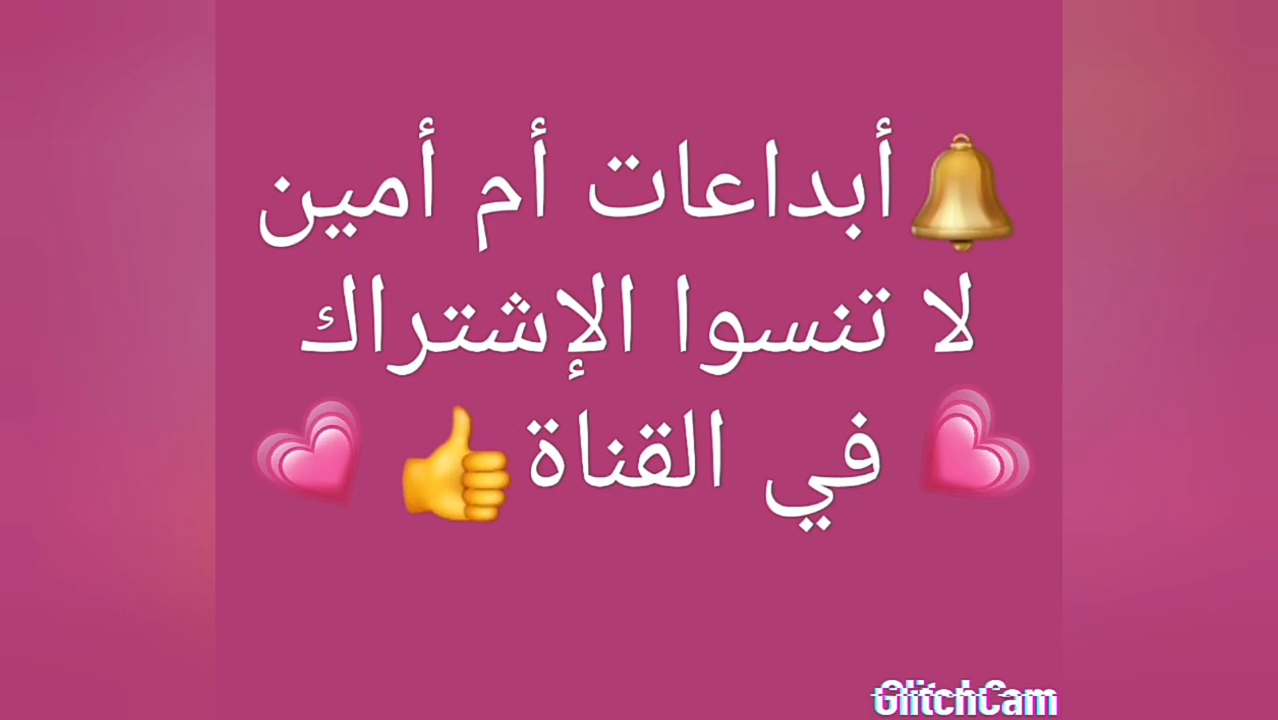 🔔أبداعات أم أمين
لا تنسوا الإشتراك
💗 في القناة👍 💗
GlitchCam